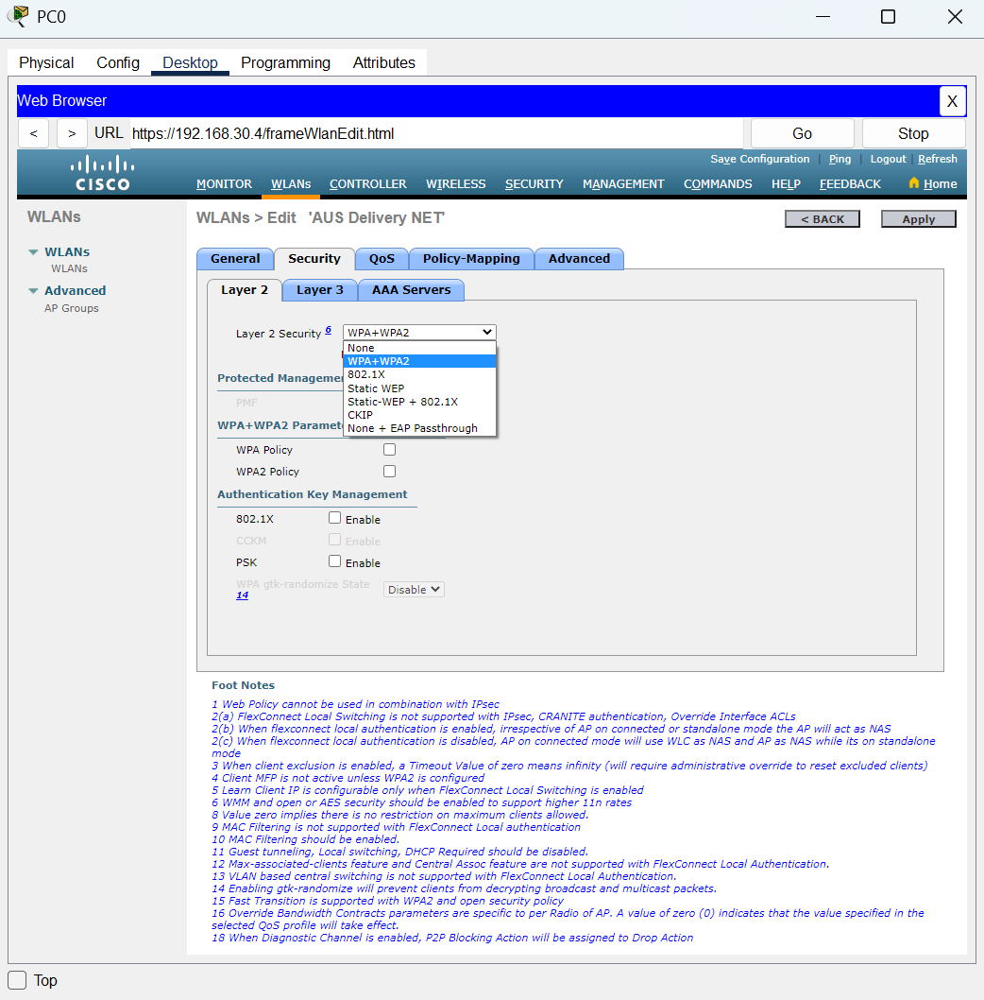 PC0
Physical Config Desktop Programming Attributes
Web Browser X
< > URL https://192.168.30.4/frameWlanEdit.html Go Stop
Save Configuration | Ping | Logout | Refresh
CISCO MONITOR WLANs CONTROLLER WIRELESS SECURITY MANAGEMENT COMMANDS HELP FEEDBACK Home
WLANs
WLANs
WLANs
Advanced
AP Groups
WLANs > Edit 'AUS Delivery NET' < BACK Apply
General Security QoS Policy-Mapping Advanced
Layer 2 Layer 3 AAA Servers
Layer 2 Security 6 WPA+WPA2
None
WPA+WPA2
802.1X
Static WEP
Static-WEP + 802.1X
CKIP
None + EAP Passthrough
Protected Managemen
PMF
WPA+WPA2 Paramet
WPA Policy
WPA2 Policy
Authentication Key Management
802.1X Enable
CCKM Enable
PSK Enable
WPA gtk-randomize State Disable
14
Foot Notes
1 Web Policy cannot be used in combination with IPsec
2(a) FlexConnect Local Switching is not supported with IPsec, CRANITE authentication, Override Interface ACLs
2(b) When flexconnect local authentication is enabled, irrespective of AP on connected or standalone mode the AP will act as NAS
2(c) When flexconnect local authentication is disabled, AP on connected mode will use WLC as NAS and AP as NAS while its on standalone
mode
3 When client exclusion is enabled, a Timeout Value of zero means infinity (will require administrative override to reset excluded clients)
4 Client MFP is not active unless WPA2 is configured
5 Learn Client IP is configurable only when FlexConnect Local Switching is enabled
6 WMM and open or AES security should be enabled to support higher 11n rates
8 Value zero implies there is no restriction on maximum clients allowed.
9 MAC Filtering is not supported with FlexConnect Local authentication
10 MAC Filtering should be enabled.
11 Guest tunneling, Local switching, DHCP Required should be disabled.
12 Max-associated-clients feature and Central Assoc feature are not supported with FlexConnect Local Authentication.
13 VLAN based central switching is not supported with FlexConnect Local Authentication.
14 Enabling gtk-randomize will prevent clients from decrypting broadcast and multicast packets.
15 Fast Transition is supported with WPA2 and open security policy
16 Override Bandwidth Contracts parameters are specific to per Radio of AP. A value of zero (0) indicates that the value specified in the
selected QoS profile will take effect.
18 When Diagnostic Channel is enabled, P2P Blocking Action will be assigned to Drop Action
Top